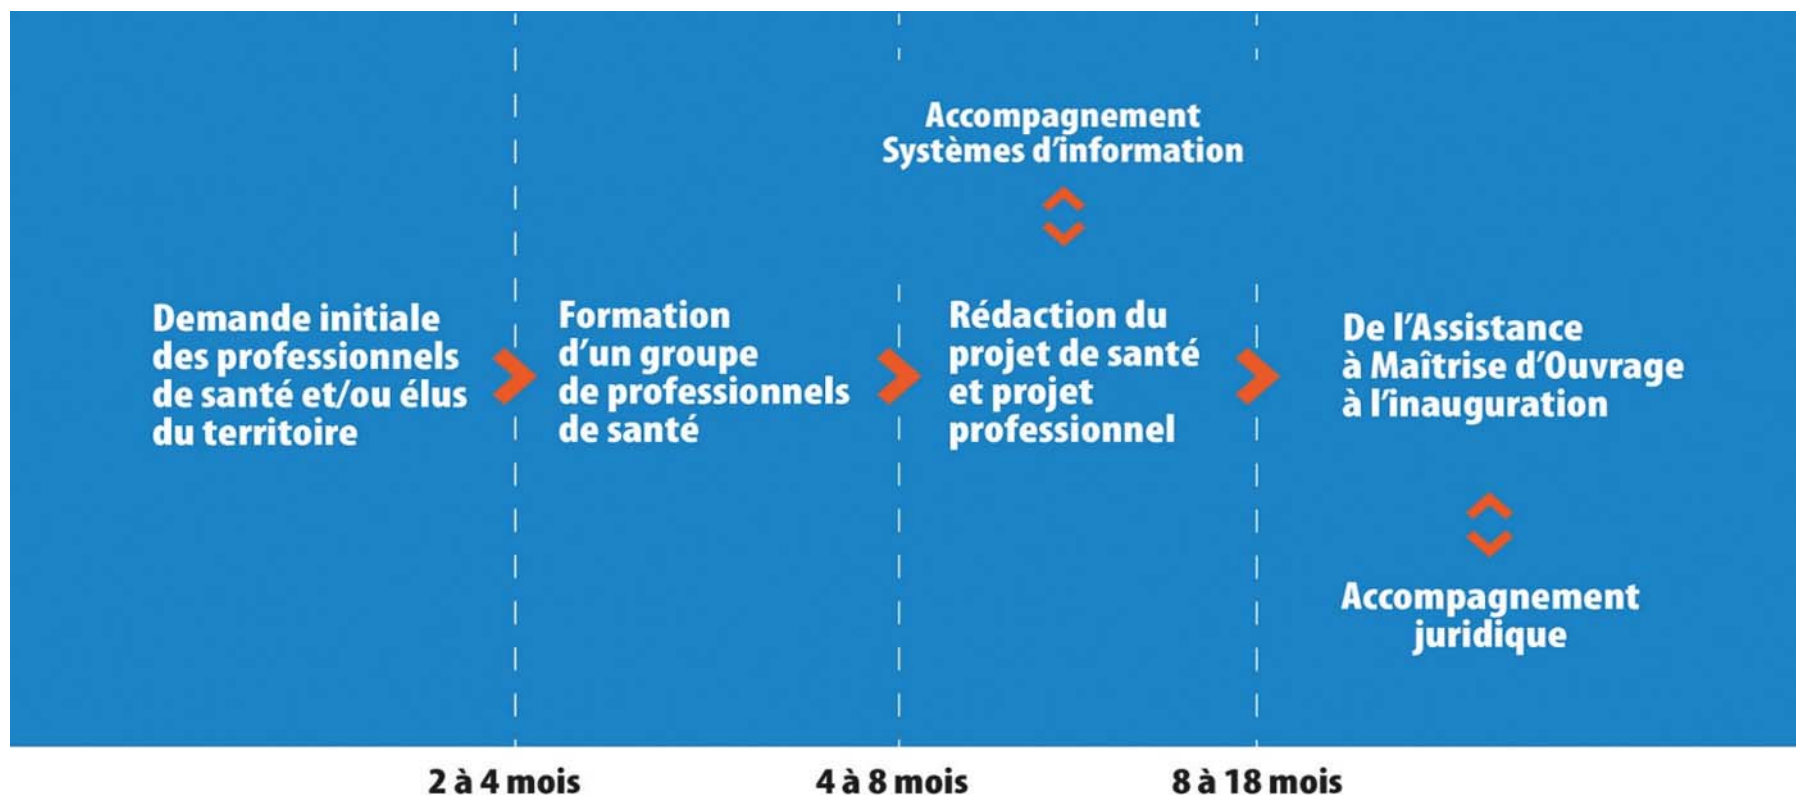 Accompagnement
Systèmes d'information
Demande initiale
des professionnels
de santé et/ou élus
du territoire
Formation
d'un groupe
de professionnels
de santé
Rédaction du
projet de santé
et projet
professionnel
De l'Assistance
à Maîtrise d'Ouvrage
à l'inauguration
Accompagnement
juridique
2 à 4 mois
4 à 8 mois
8 à 18 mois